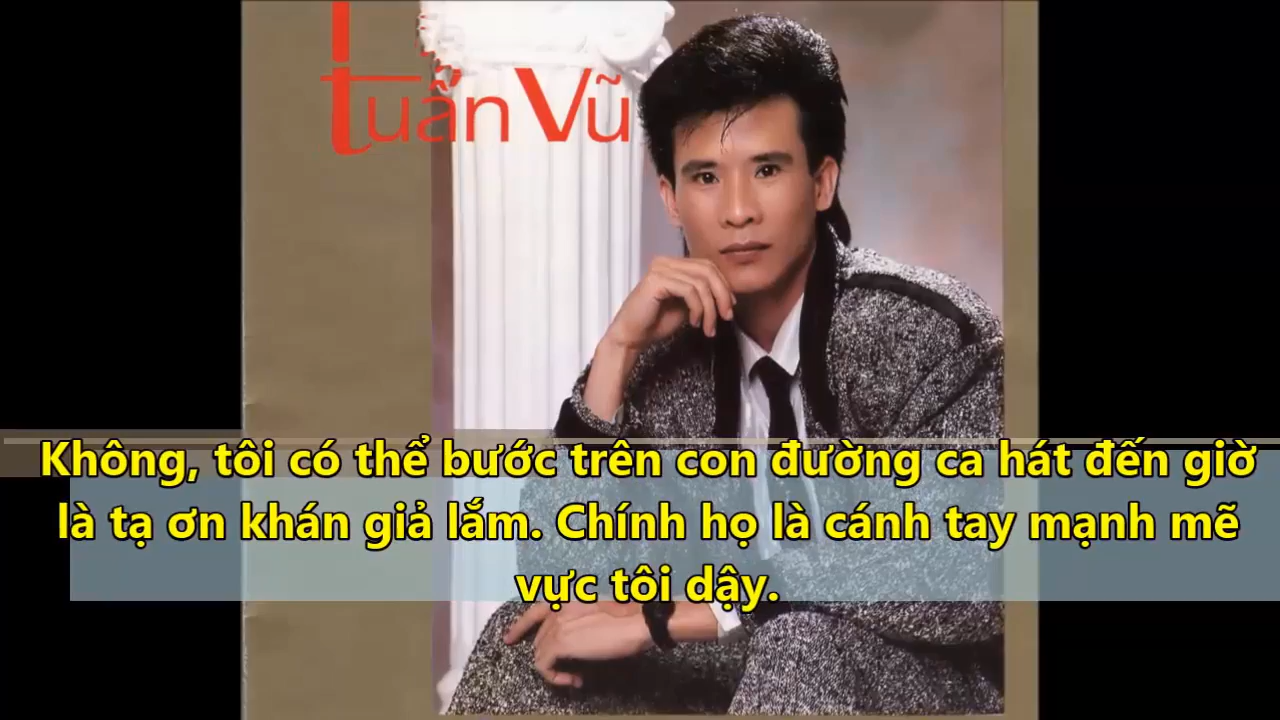 Tuấn Vũ
Không, tôi có thể bước trên con đường ca hát đến giờ
là tạ ơn khán giả lắm. Chính họ là cánh tay mạnh mẽ
vực tôi dậy.